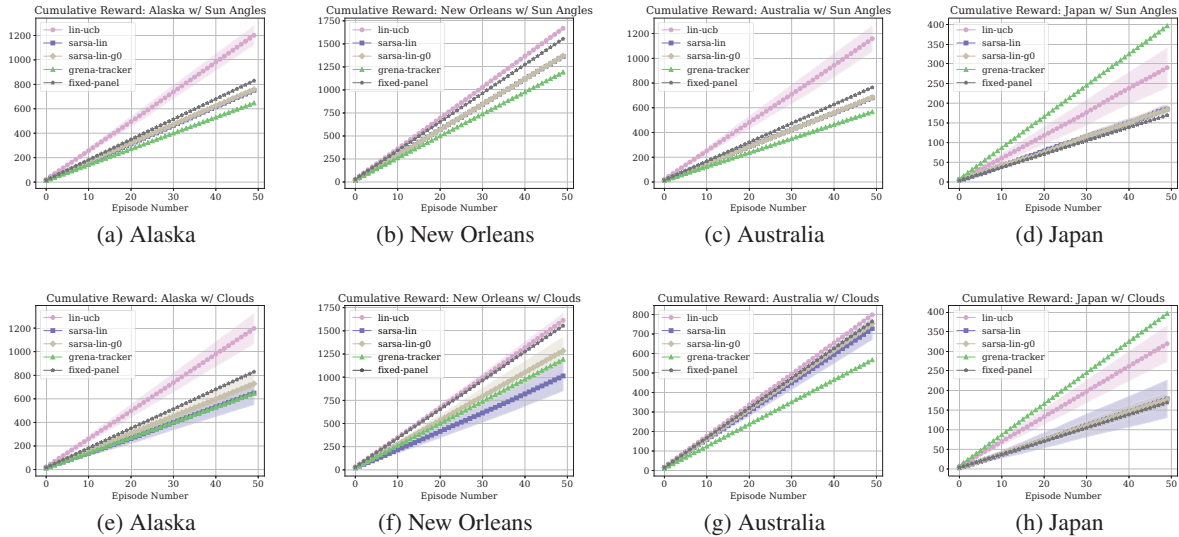 Cumulative Reward: Alaska w/ Sun Angles
1200
1000
800
600
400
200
0
lin-ucb
sarsa-lin
sarsa-lin-g0
grena-tracker
fixed-panel
0 10 20 30 40 50
Episode Number
(a) Alaska
Cumulative Reward: New Orleans w/ Sun Angles
1750
1500
1250
1000
750
500
250
0
lin-ucb
sarsa-lin
sarsa-lin-g0
grena-tracker
fixed-panel
0 10 20 30 40 50
Episode Number
(b) New Orleans
Cumulative Reward: Australia w/ Sun Angles
1200
1000
800
600
400
200
0
lin-ucb
sarsa-lin
sarsa-lin-g0
grena-tracker
fixed-panel
0 10 20 30 40 50
Episode Number
(c) Australia
Cumulative Reward: Japan w/ Sun Angles
400
350
300
250
200
150
100
50
0
lin-ucb
sarsa-lin
sarsa-lin-g0
grena-tracker
fixed-panel
0 10 20 30 40 50
Episode Number
(d) Japan
Cumulative Reward: Alaska w/ Clouds
1200
1000
800
600
400
200
0
lin-ucb
sarsa-lin
sarsa-lin-g0
grena-tracker
fixed-panel
0 10 20 30 40 50
Episode Number
(e) Alaska
Cumulative Reward: New Orleans w/ Clouds
1750
1500
1250
1000
750
500
250
0
lin-ucb
sarsa-lin
sarsa-lin-g0
grena-tracker
fixed-panel
0 10 20 30 40 50
Episode Number
(f) New Orleans
Cumulative Reward: Australia w/ Clouds
800
700
600
500
400
300
200
100
0
lin-ucb
sarsa-lin
sarsa-lin-g0
grena-tracker
fixed-panel
0 10 20 30 40 50
Episode Number
(g) Australia
Cumulative Reward: Japan w/ Clouds
400
350
300
250
200
150
100
50
0
lin-ucb
sarsa-lin
sarsa-lin-g0
grena-tracker
fixed-panel
0 10 20 30 40 50
Episode Number
(h) Japan